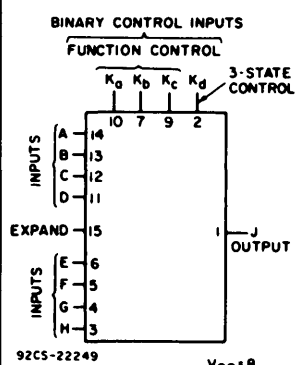 BINARY CONTROL INPUTS
FUNCTION CONTROL
Ka Kb Kc Kd
3-STATE
CONTROL
10 7 9 2
INPUTS
A 14
B 13
C 12
D 11
EXPAND 15
1 J
OUTPUT
INPUTS
E 6
F 5
G 4
H 3
92CS-22249